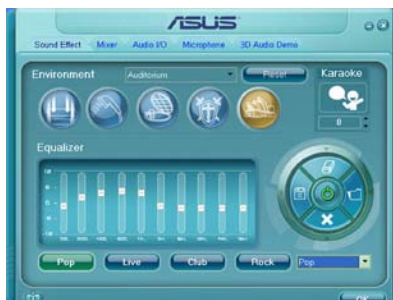 ASUS
Sound Effect Mixer Audio I/O Microphone 3D Audio Demo
Environment Auditorium Reset Karaoke
0
Equalizer
Pop Live Club Rock Pop
OK